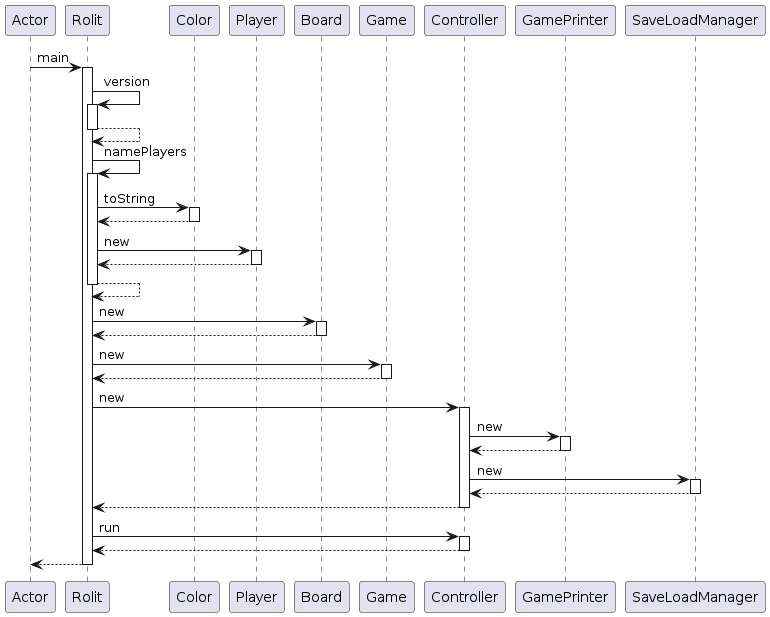 Actor Rolit Color Player Board Game Controller GamePrinter SaveLoadManager
main
version
namePlayers
toString
new
new
new
new
new
new
run
Actor Rolit Color Player Board Game Controller GamePrinter SaveLoadManager